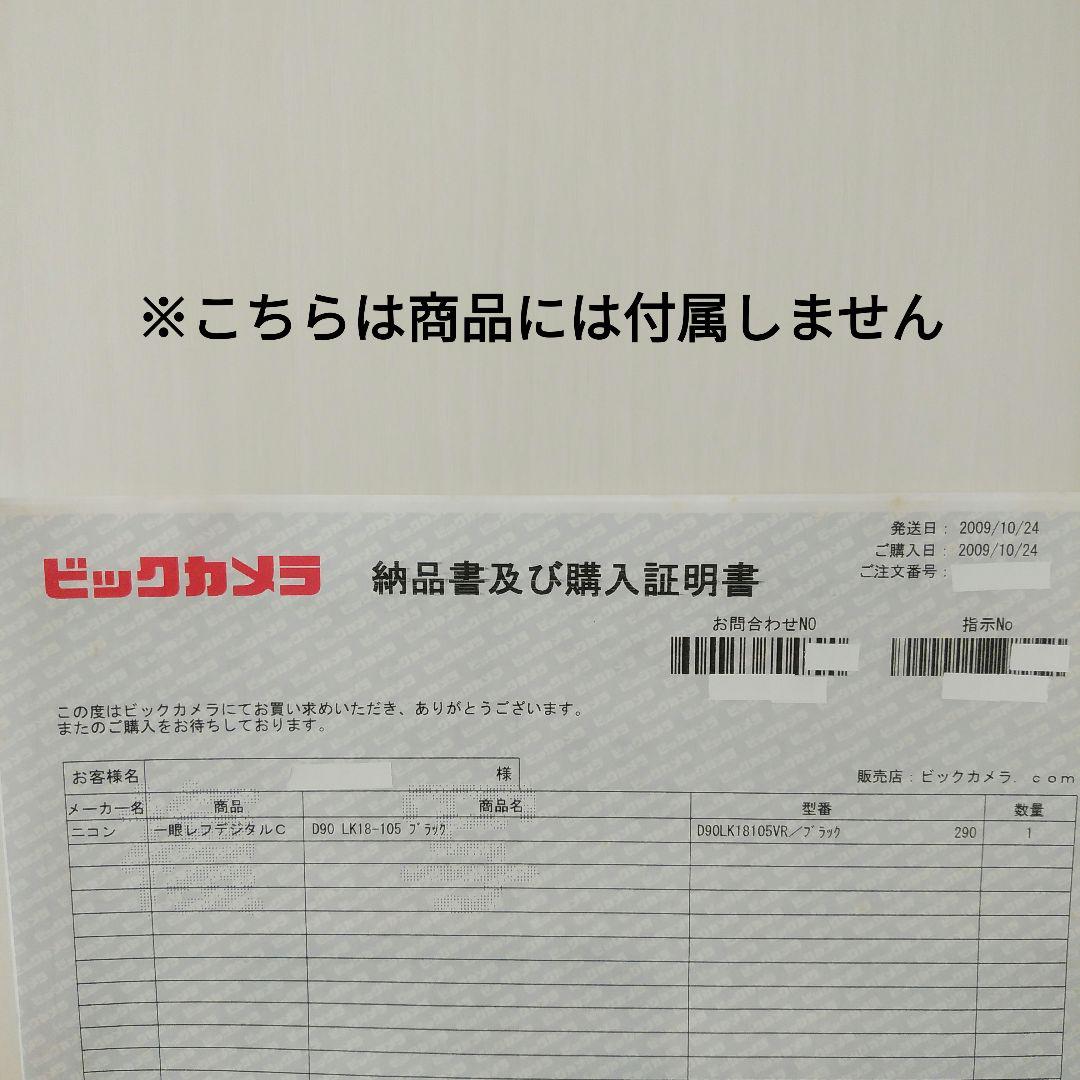 ※こちらは商品には付属しません
発送日： 2009/10/24
ご購入日： 2009/10/24
ご注文番号：
ビックカメラ 納品書及び購入証明書
お問合わせNO 指示No
この度はビックカメラにてお買い求めいただき、ありがとうございます。
またのご購入をお待ちしております。
お客様名 様
販売店：ビックカメラ．ｃｏｍ
メーカー名 商品 商品名 型番 数量
ニコン 一眼レフデジタルＣ D90 LK18-105 ﾌﾞﾗｯｸ D90LK18105VR／ﾌﾞﾗｯｸ 290 1